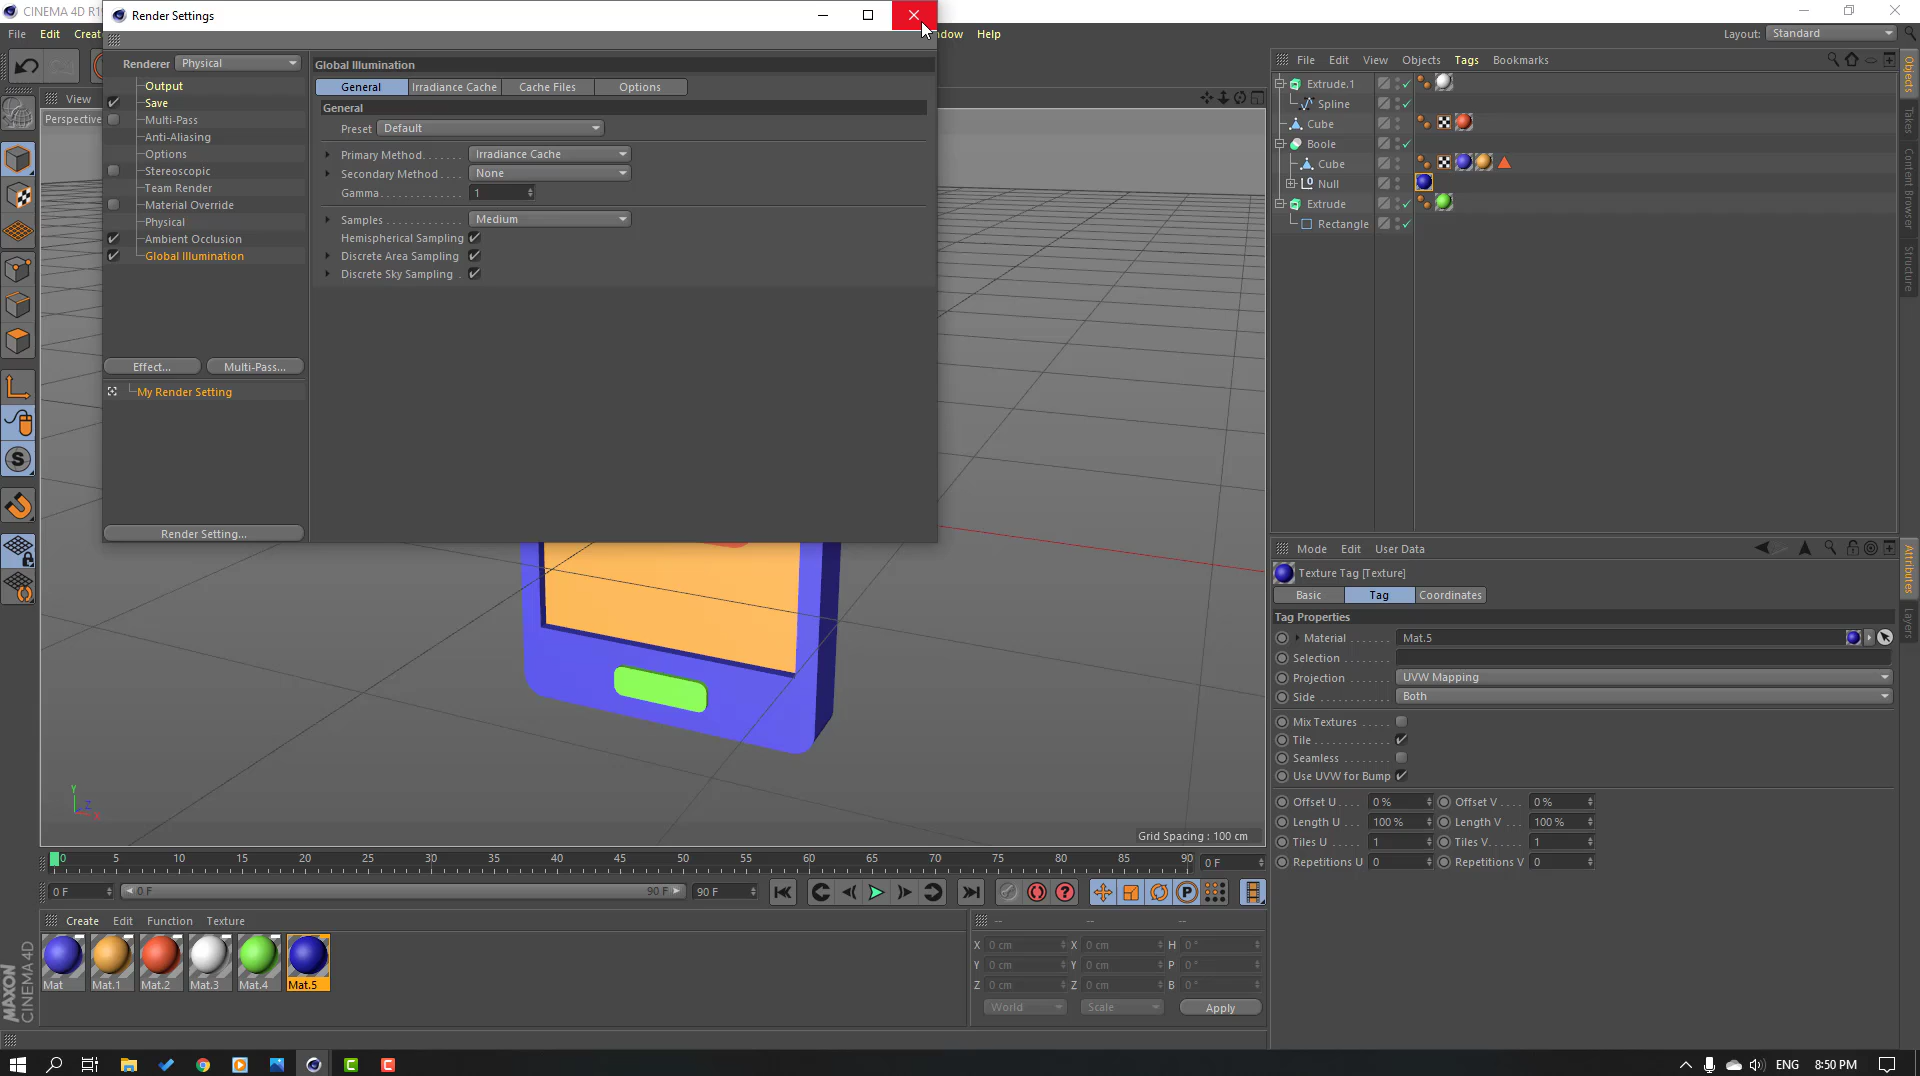 CINEMA 4D R19
Render Settings
File
Edit
Window
Help
Layout:
Standard
Renderer
Physical
Output
Save
Multi-Pass
Anti-Aliasing
Options
Stereoscopic
Team Render
Material Override
Physical
Ambient Occlusion
Global Illumination
Effect...
Multi-Pass...
My Render Setting
Render Setting...
Global Illumination
General
Irradiance Cache
Cache Files
Options
General
Preset
Default
Primary Method
Irradiance Cache
Secondary Method
None
Gamma
1
Samples
Medium
Hemispherical Sampling
Discrete Area Sampling
Discrete Sky Sampling
View
Perspective
Grid Spacing : 100 cm
Y
Z
X
File
Edit
View
Objects
Tags
Bookmarks
Extrude.1
Spline
Cube
Boole
Cube
Null
Extrude
Rectangle
Objects
Takes
Content Browser
Structure
Mode
Edit
User Data
Texture Tag [Texture]
Basic
Tag
Coordinates
Tag Properties
Material
Mat.5
Selection
Projection
UVW Mapping
Side
Both
Mix Textures
Tile
Seamless
Use UVW for Bump
Offset U
0 %
Offset V
0 %
Length U
100 %
Length V
100 %
Tiles U
1
Tiles V
1
Repetitions U
0
Repetitions V
0
Attributes
Layers
0 5 10 15 20 25 30 35 40 45 50 55 60 65 70 75 80 85 90
0 F
0 F
0 F
90 F
90 F
Create
Edit
Function
Texture
Mat
Mat.1
Mat.2
Mat.3
Mat.4
Mat.5
-- -- --
X 0 cm X 0 cm H 0 °
Y 0 cm Y 0 cm P 0 °
Z 0 cm Z 0 cm B 0 °
World
Scale
Apply
MAXON
CINEMA 4D
ENG
8:50 PM